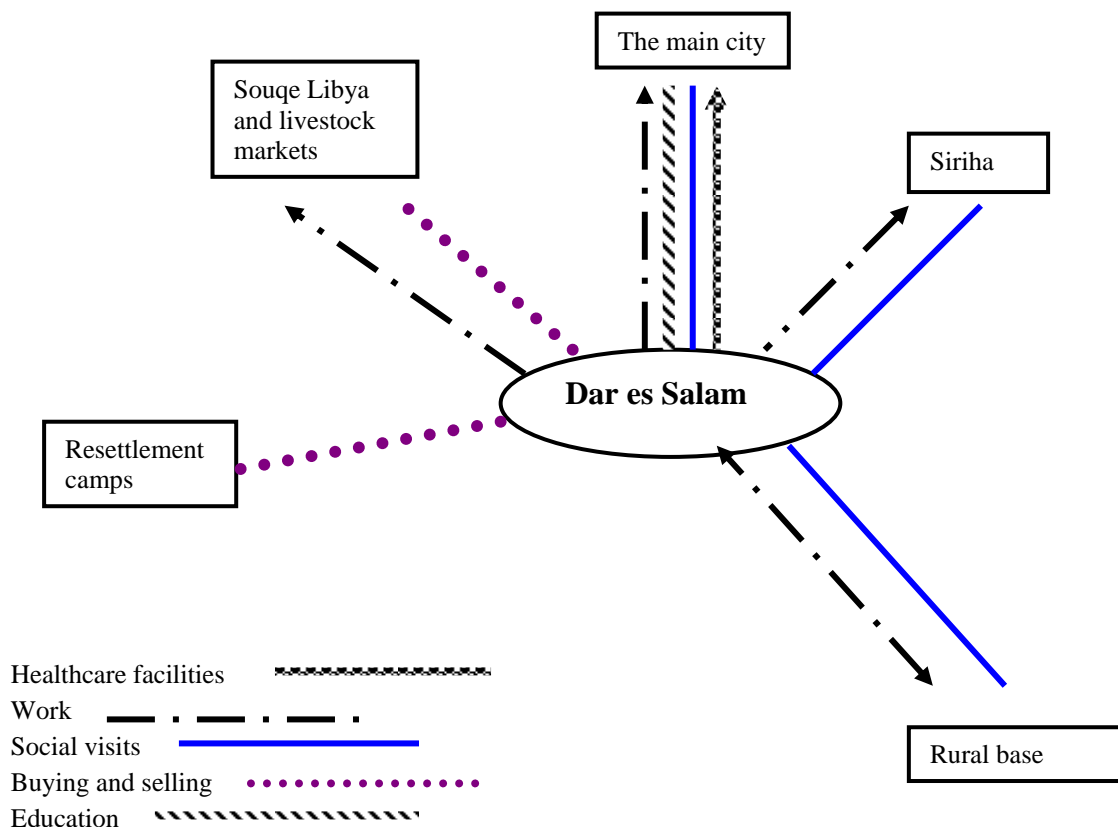 The main city
Souqe Libya
and livestock
markets
Siriha
Dar es Salam
Resettlement
camps
Rural base
Healthcare facilities
Work
Social visits
Buying and selling
Education